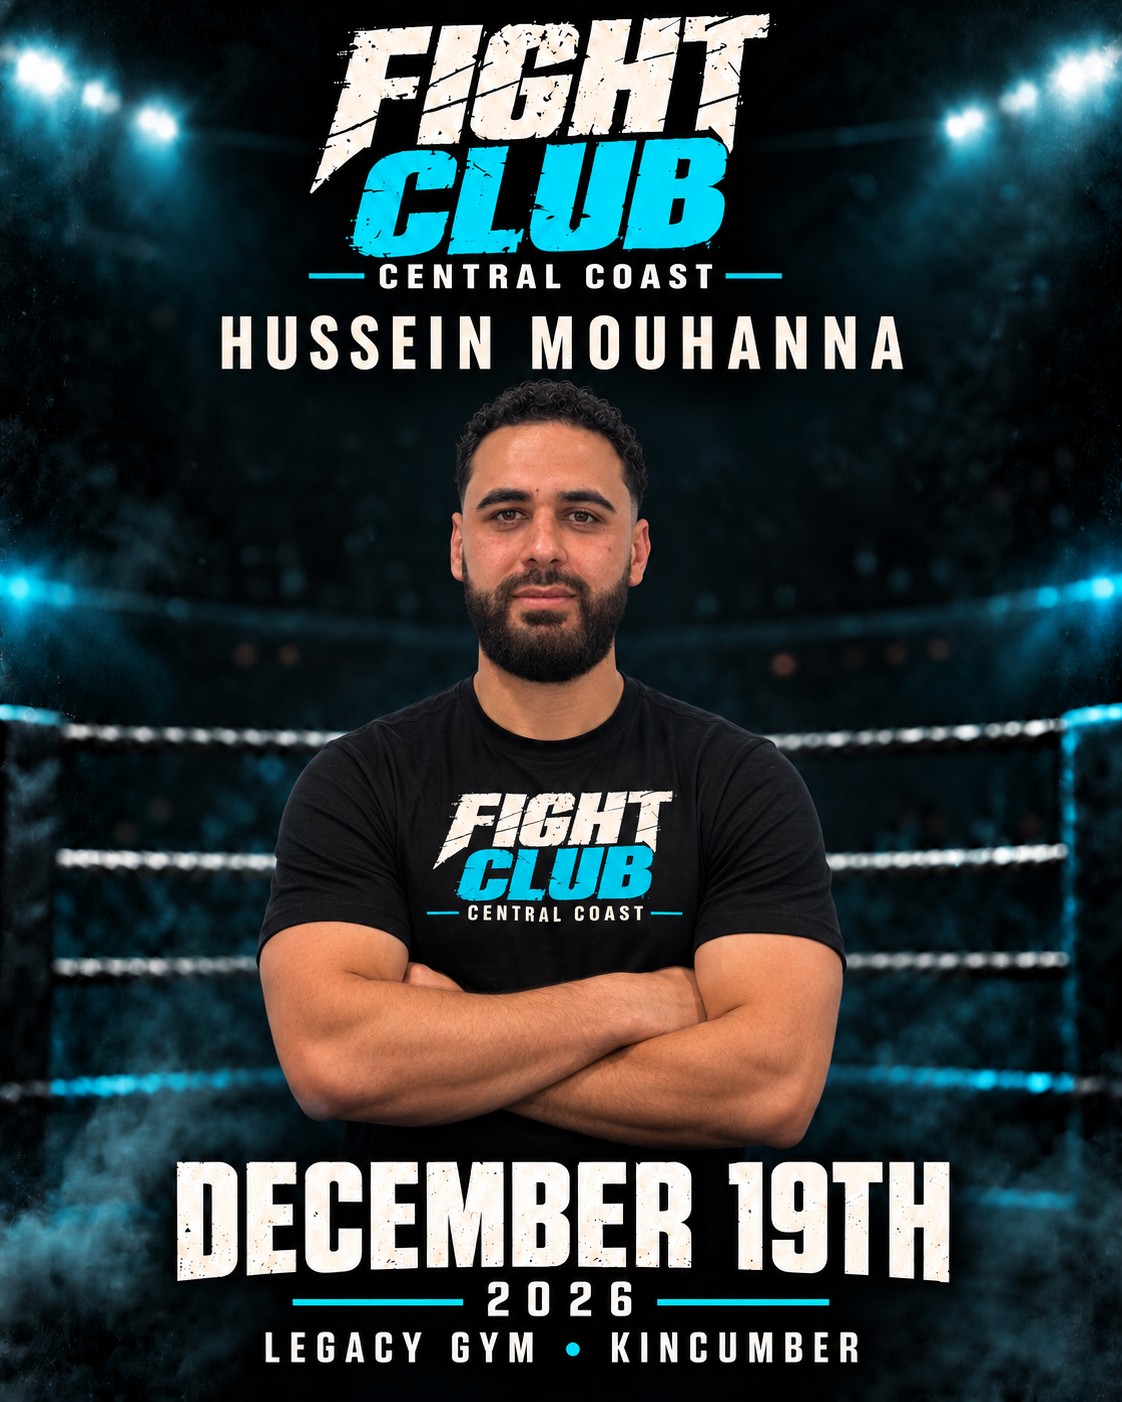 FIGHT
CLUB
CENTRAL COAST
HUSSEIN MOUHANNA
FIGHT
CLUB
CENTRAL COAST
DECEMBER 19TH
2026
LEGACY GYM • KINCUMBER